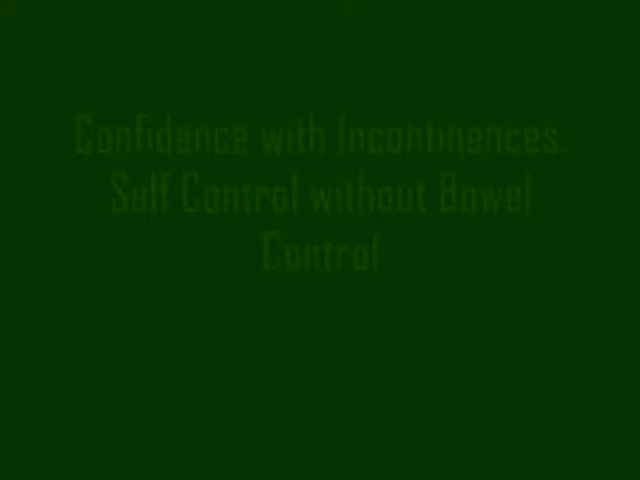 Confidance with Incontinences,
Self Control without Bowel
Control